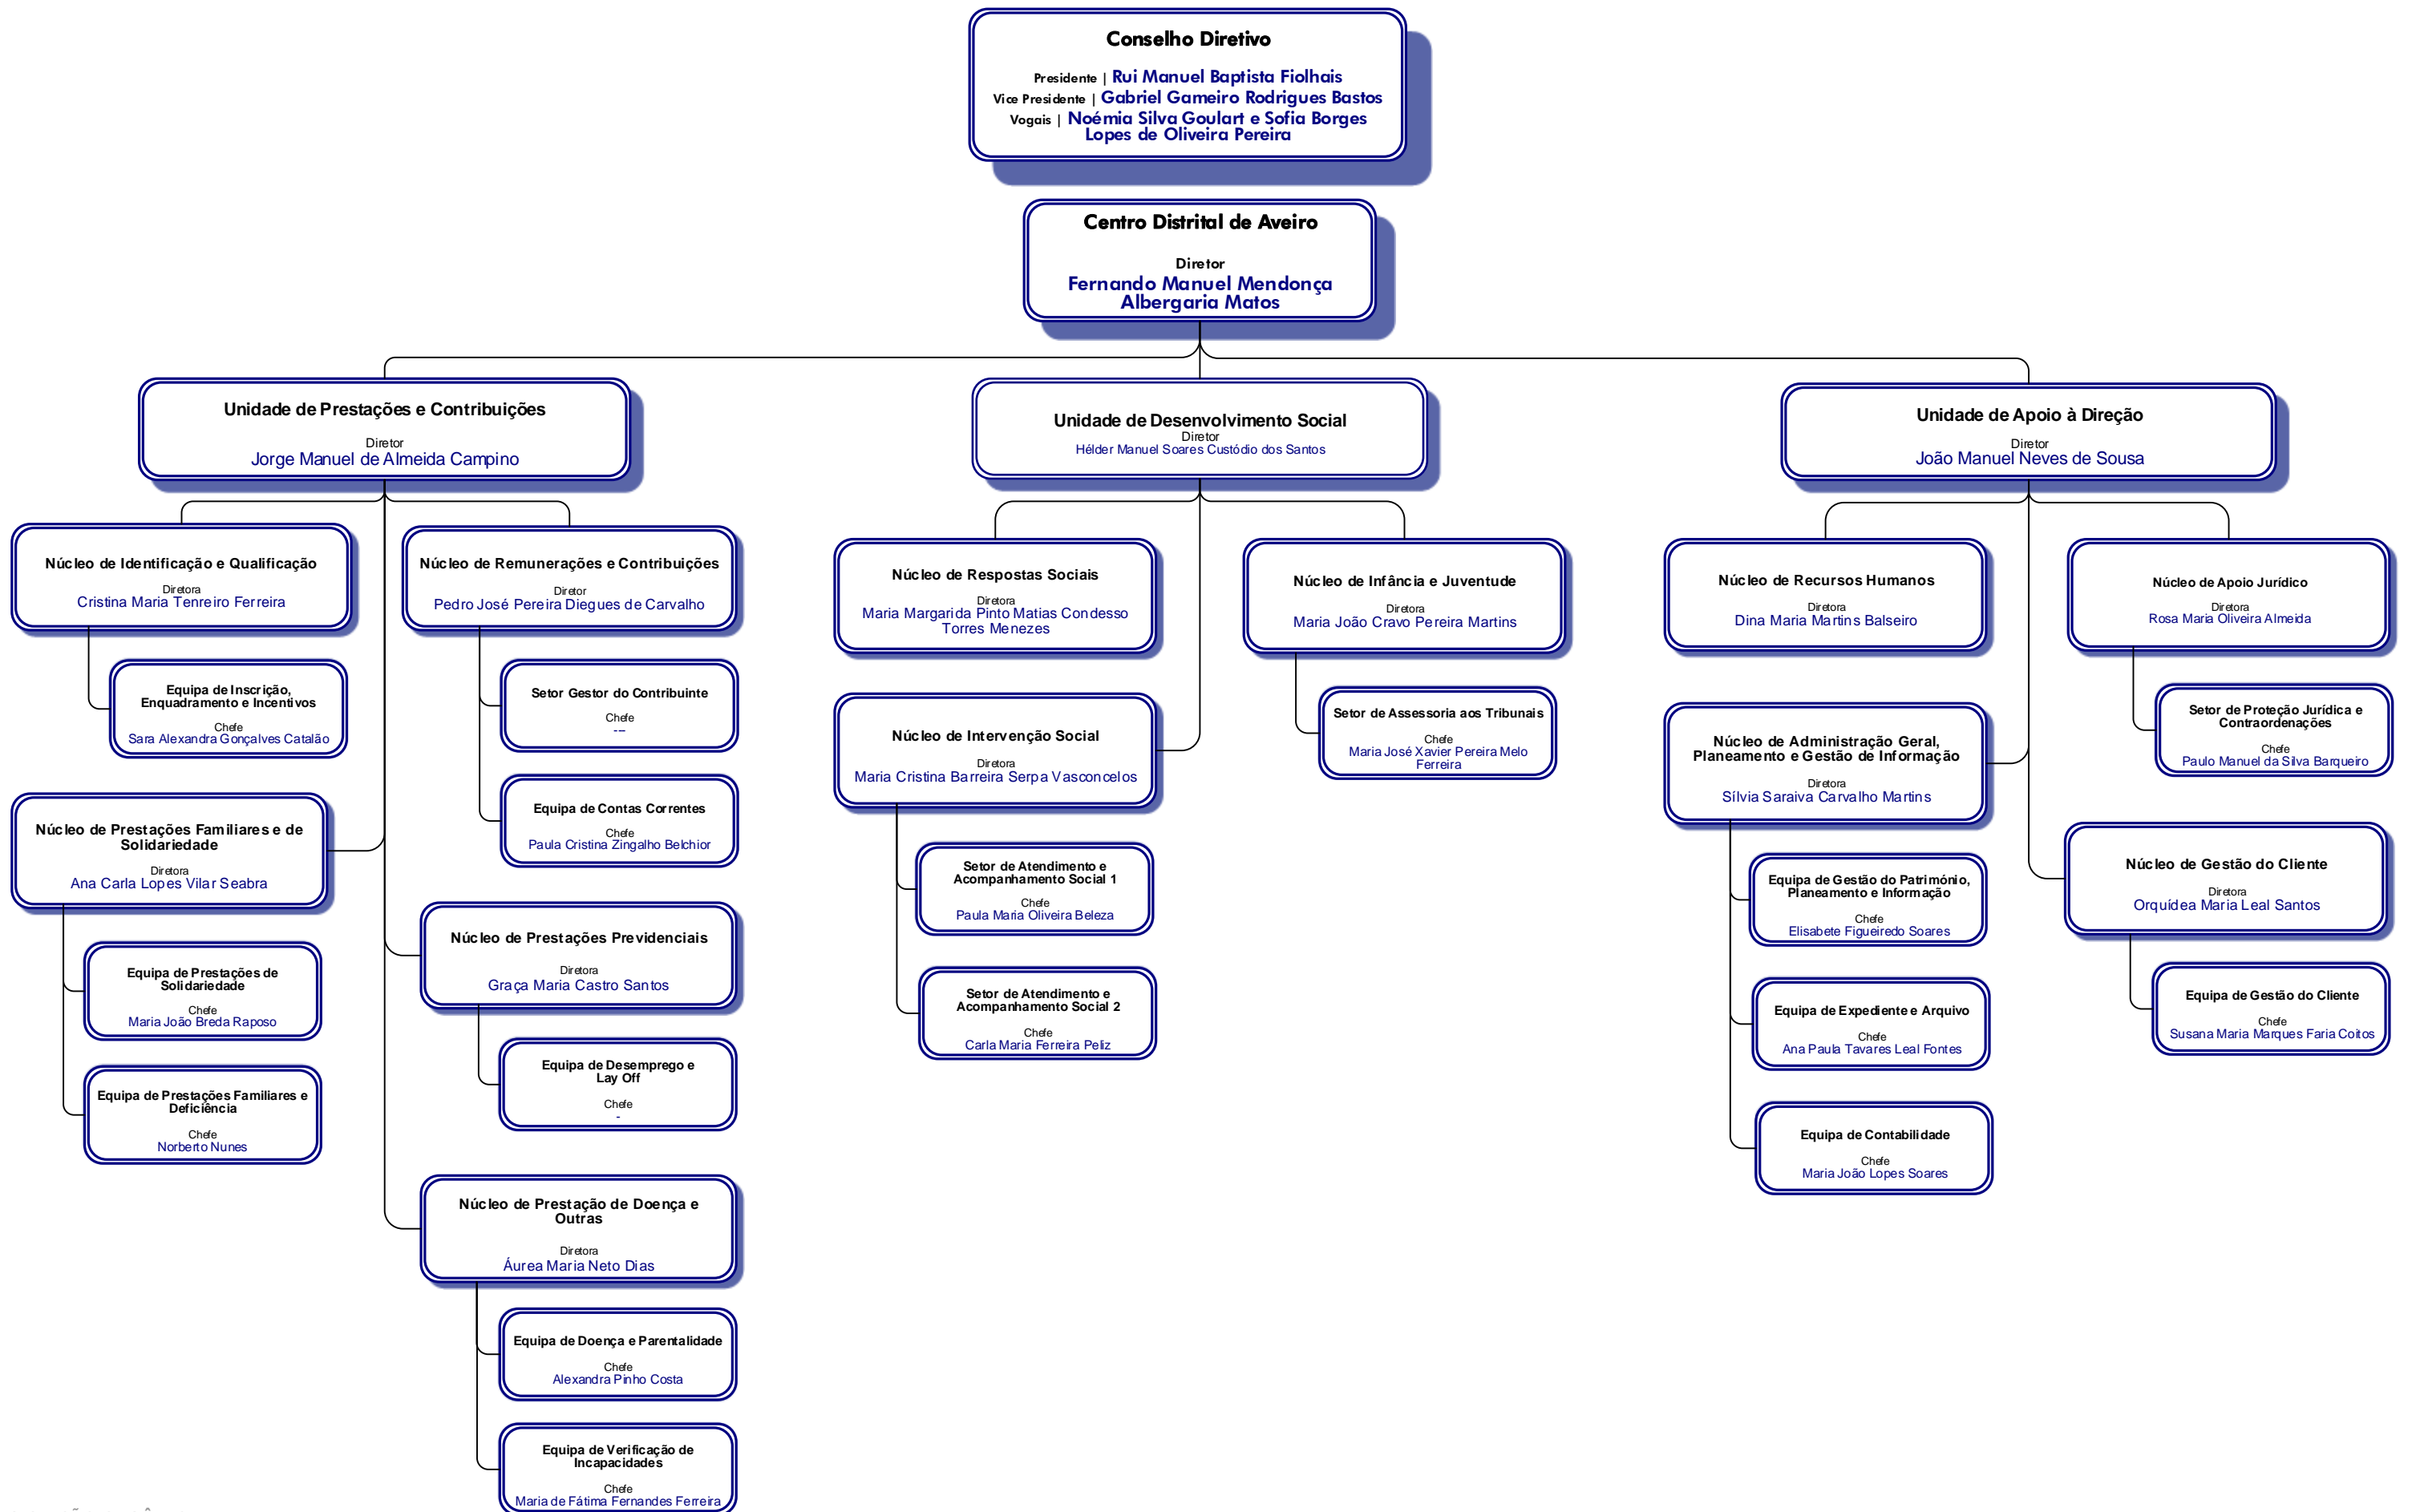 Conselho Diretivo
Presidente | Rui Manuel Baptista Fiolhais
Vice Presidente | Gabriel Gameiro Rodrigues Bastos
Vogais | Noémia Silva Goulart e Sofia Borges
Lopes de Oliveira Pereira
Centro Distrital de Aveiro
Diretor
Fernando Manuel Mendonça
Albergaria Matos
Unidade de Prestações e Contribuições
Diretor
Jorge Manuel de Almeida Campino
Núcleo de Identificação e Qualificação
Diretora
Cristina Maria Tenreiro Ferreira
Equipa de Inscrição,
Enquadramento e Incentivos
Chefe
Sara Alexandra Gonçalves Catalão
Núcleo de Prestações Familiares e de
Solidariedade
Diretora
Ana Carla Lopes Vilar Seabra
Equipa de Prestações de
Solidariedade
Chefe
Maria João Breda Raposo
Equipa de Prestações Familiares e
Deficiência
Chefe
Norberto Nunes
Núcleo de Remunerações e Contribuições
Diretor
Pedro José Pereira Diegues de Carvalho
Setor Gestor do Contribuinte
Chefe
---
Equipa de Contas Correntes
Chefe
Paula Cristina Zingalho Belchior
Núcleo de Prestações Previdenciais
Diretora
Graça Maria Castro Santos
Equipa de Desemprego e
Lay Off
Chefe
-
Núcleo de Prestação de Doença e
Outras
Diretora
Áurea Maria Neto Dias
Equipa de Doença e Parentalidade
Chefe
Alexandra Pinho Costa
Equipa de Verificação de
Incapacidades
Chefe
Maria de Fátima Fernandes Ferreira
Unidade de Desenvolvimento Social
Diretor
Hélder Manuel Soares Custódio dos Santos
Núcleo de Respostas Sociais
Diretora
Maria Margarida Pinto Matias Condesso
Torres Menezes
Núcleo de Intervenção Social
Diretora
Maria Cristina Barreira Serpa Vasconcelos
Setor de Atendimento e
Acompanhamento Social 1
Chefe
Paula Maria Oliveira Beleza
Setor de Atendimento e
Acompanhamento Social 2
Chefe
Carla Maria Ferreira Peliz
Núcleo de Infância e Juventude
Diretora
Maria João Cravo Pereira Martins
Setor de Assessoria aos Tribunais
Chefe
Maria José Xavier Pereira Melo
Ferreira
Unidade de Apoio à Direção
Diretor
João Manuel Neves de Sousa
Núcleo de Recursos Humanos
Diretora
Dina Maria Martins Balseiro
Núcleo de Administração Geral,
Planeamento e Gestão de Informação
Diretora
Sílvia Saraiva Carvalho Martins
Equipa de Gestão do Património,
Planeamento e Informação
Chefe
Elisabete Figueiredo Soares
Equipa de Expediente e Arquivo
Chefe
Ana Paula Tavares Leal Fontes
Equipa de Contabilidade
Chefe
Maria João Lopes Soares
Núcleo de Apoio Jurídico
Diretora
Rosa Maria Oliveira Almeida
Setor de Proteção Jurídica e
Contraordenações
Chefe
Paulo Manuel da Silva Barqueiro
Núcleo de Gestão do Cliente
Diretora
Orquídea Maria Leal Santos
Equipa de Gestão do Cliente
Chefe
Susana Maria Marques Faria Coitos